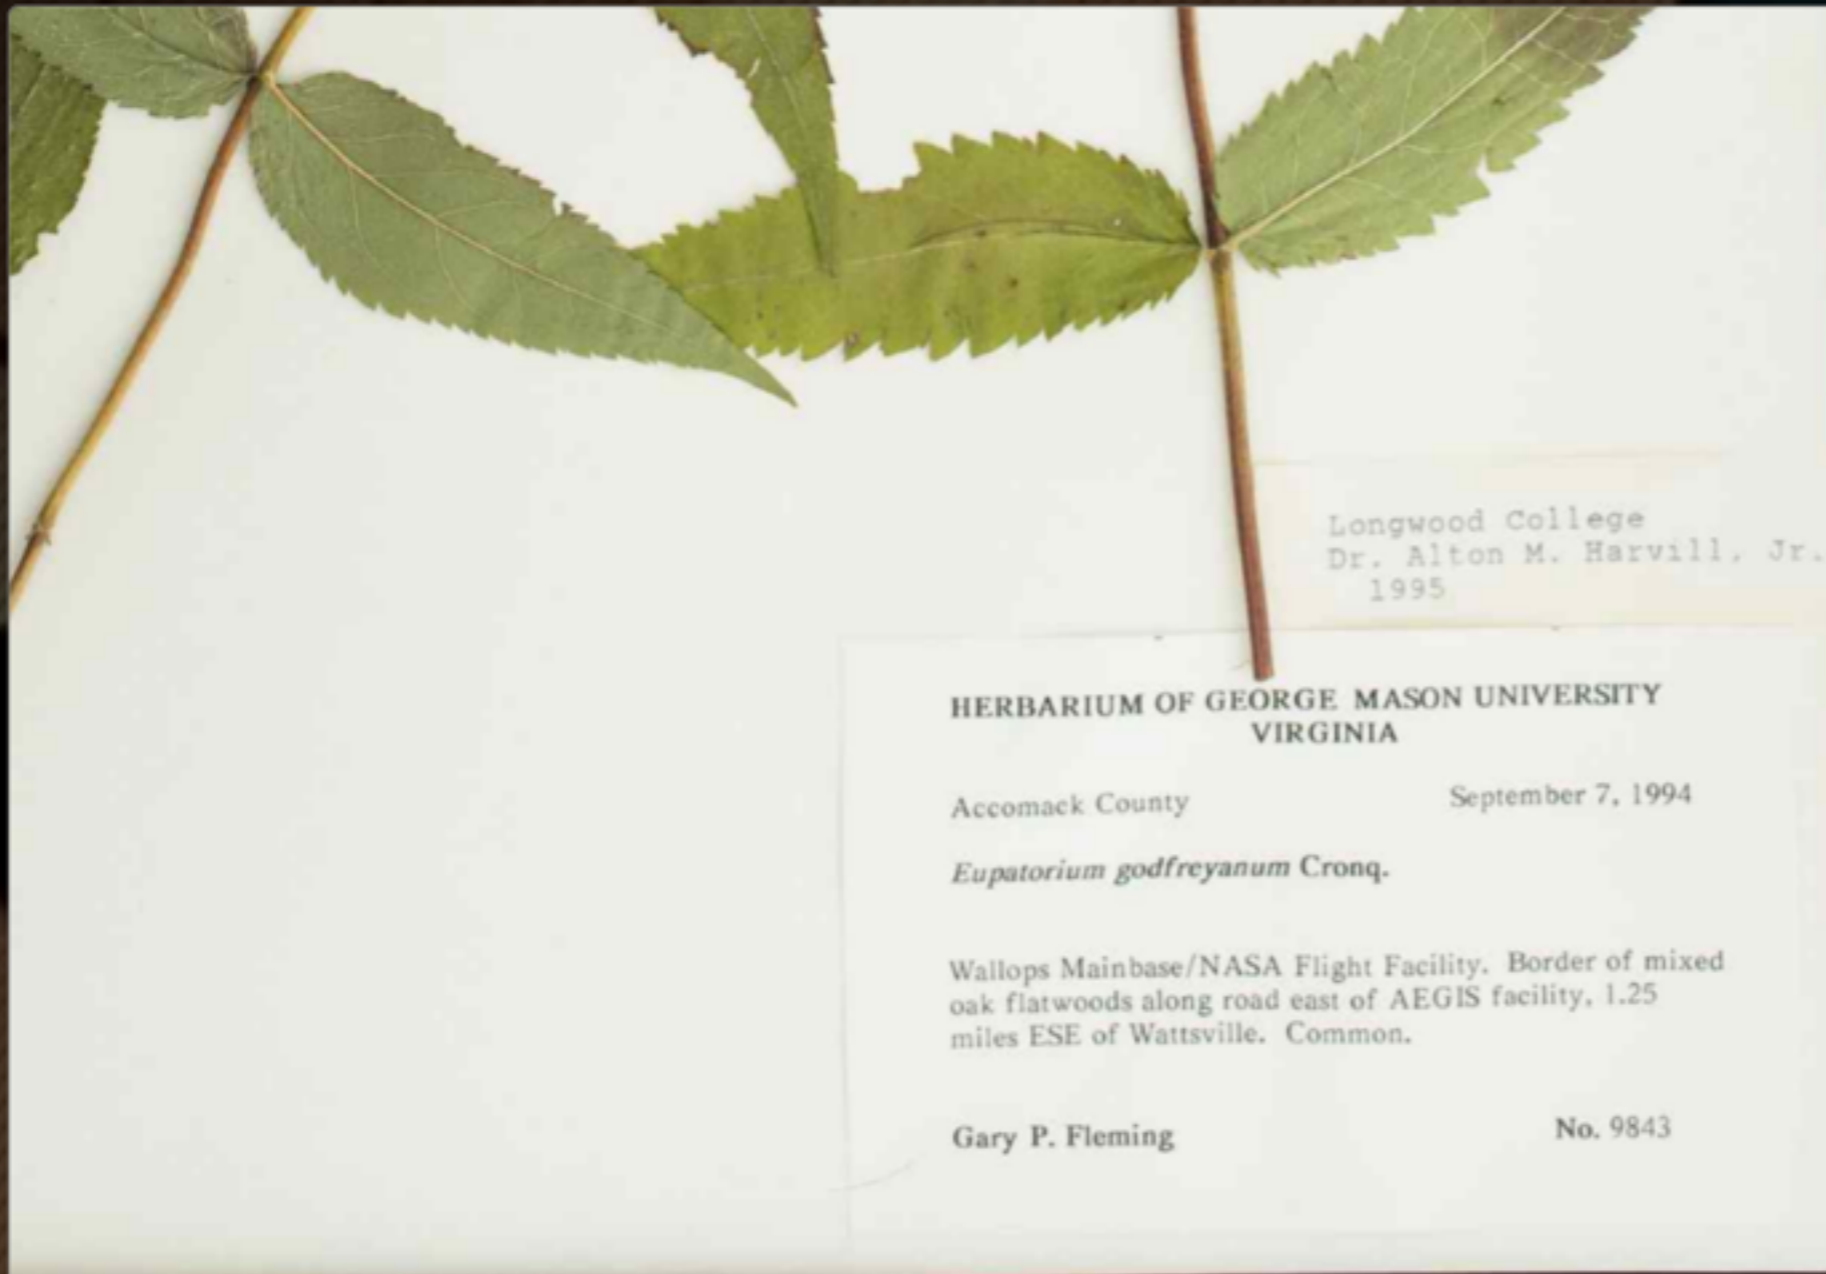 Longwood College
Dr. Alton M. Harvill, Jr.
1995
HERBARIUM OF GEORGE MASON UNIVERSITY
VIRGINIA
Accomack County September 7, 1994
Eupatorium godfreyanum Cronq.
Wallops Mainbase/NASA Flight Facility. Border of mixed
oak flatwoods along road east of AEGIS facility, 1.25
miles ESE of Wattsville. Common.
Gary P. Fleming No. 9843